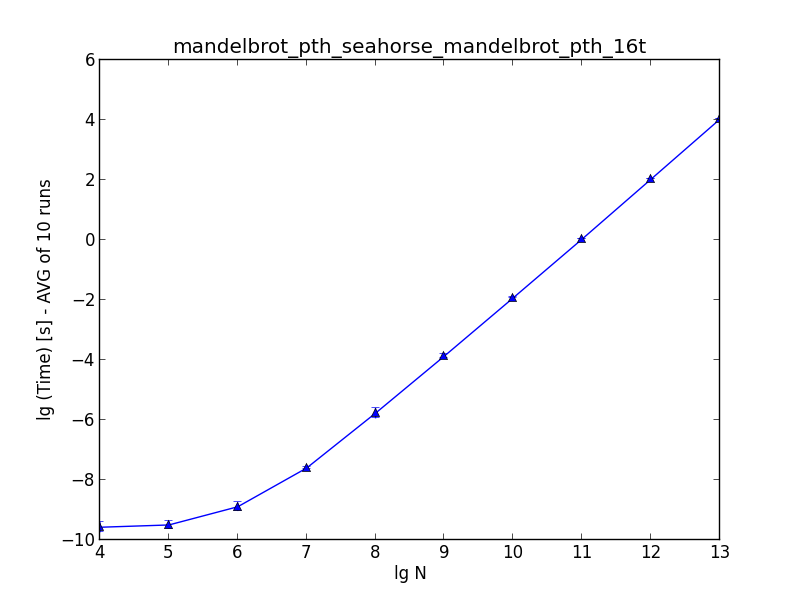 mandelbrot_pth_seahorse_mandelbrot_pth_16t
6
4
2
0
−2
−4
−6
−8
−10
lg (Time) [s] - AVG of 10 runs
4 5 6 7 8 9 10 11 12 13
lg N